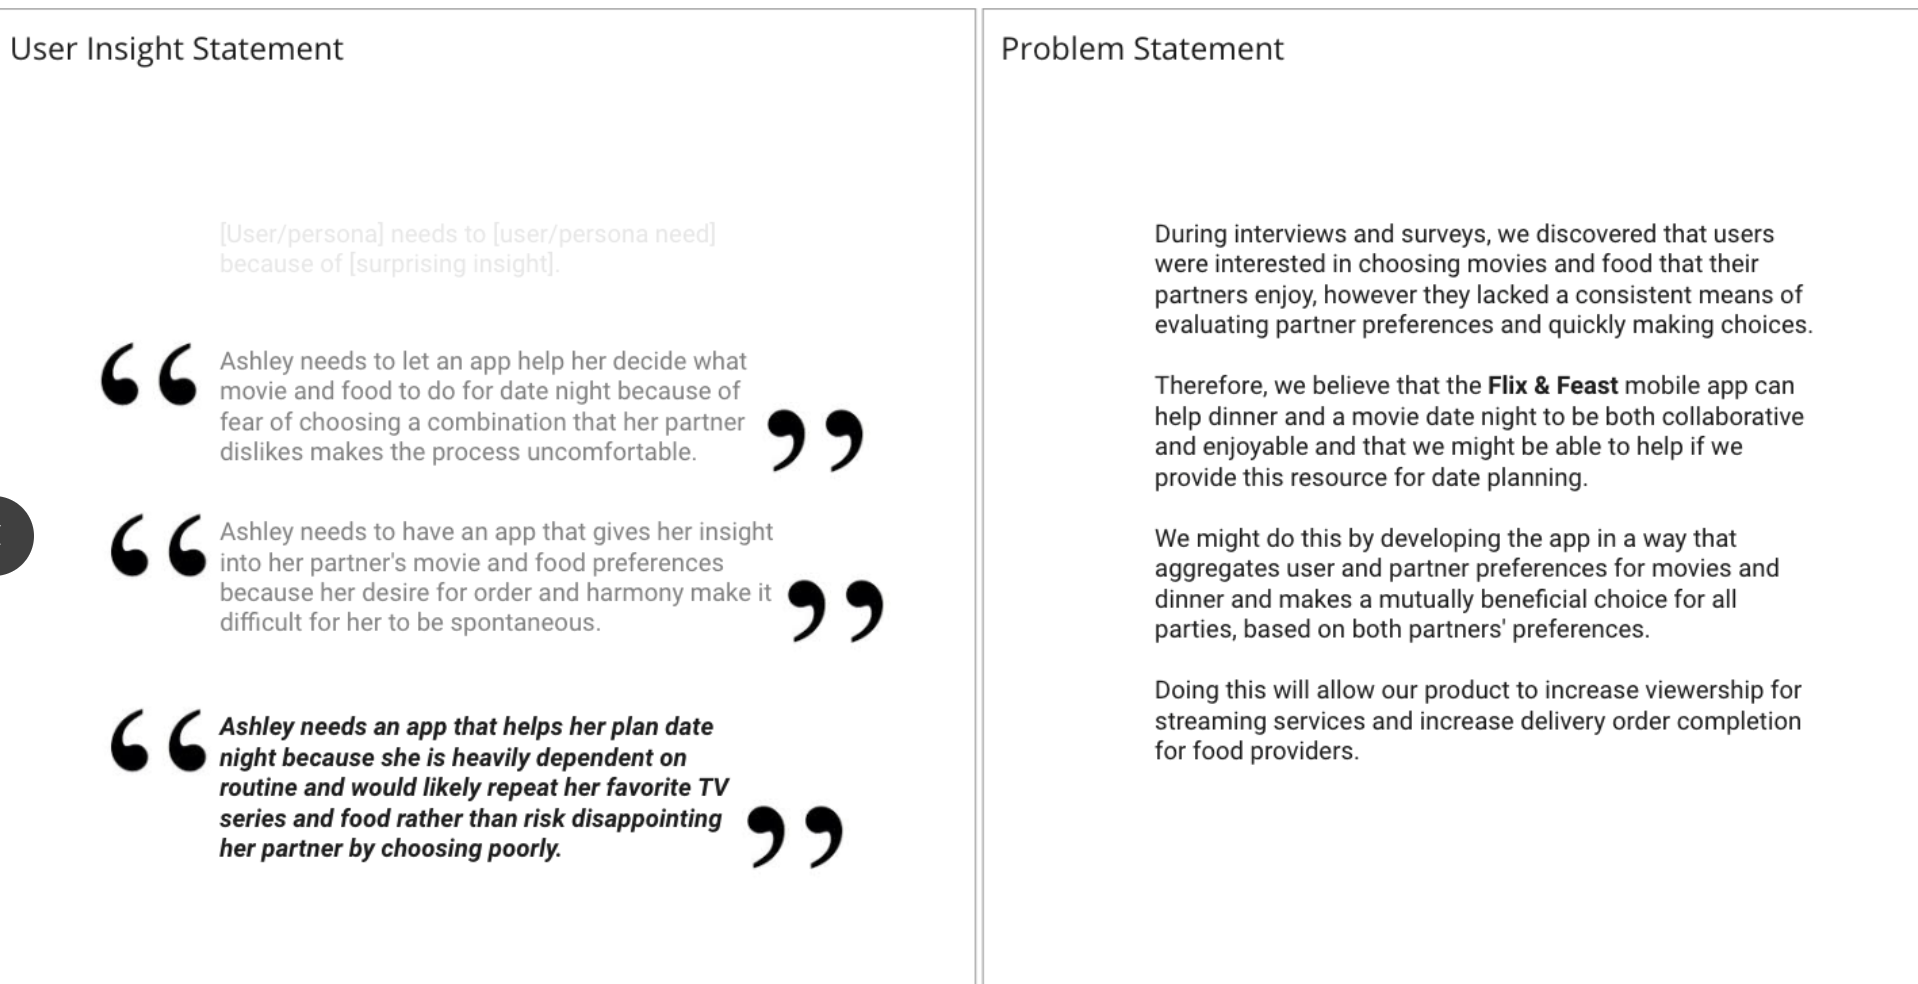 User Insight Statement
[User/persona] needs to [user/persona need]
because of [surprising insight].
“ Ashley needs to let an app help her decide what
movie and food to do for date night because of
fear of choosing a combination that her partner
dislikes makes the process uncomfortable. ”
“ Ashley needs to have an app that gives her insight
into her partner's movie and food preferences
because her desire for order and harmony make it
difficult for her to be spontaneous. ”
“ Ashley needs an app that helps her plan date
night because she is heavily dependent on
routine and would likely repeat her favorite TV
series and food rather than risk disappointing
her partner by choosing poorly. ”
Problem Statement
During interviews and surveys, we discovered that users
were interested in choosing movies and food that their
partners enjoy, however they lacked a consistent means of
evaluating partner preferences and quickly making choices.
Therefore, we believe that the Flix & Feast mobile app can
help dinner and a movie date night to be both collaborative
and enjoyable and that we might be able to help if we
provide this resource for date planning.
We might do this by developing the app in a way that
aggregates user and partner preferences for movies and
dinner and makes a mutually beneficial choice for all
parties, based on both partners' preferences.
Doing this will allow our product to increase viewership for
streaming services and increase delivery order completion
for food providers.